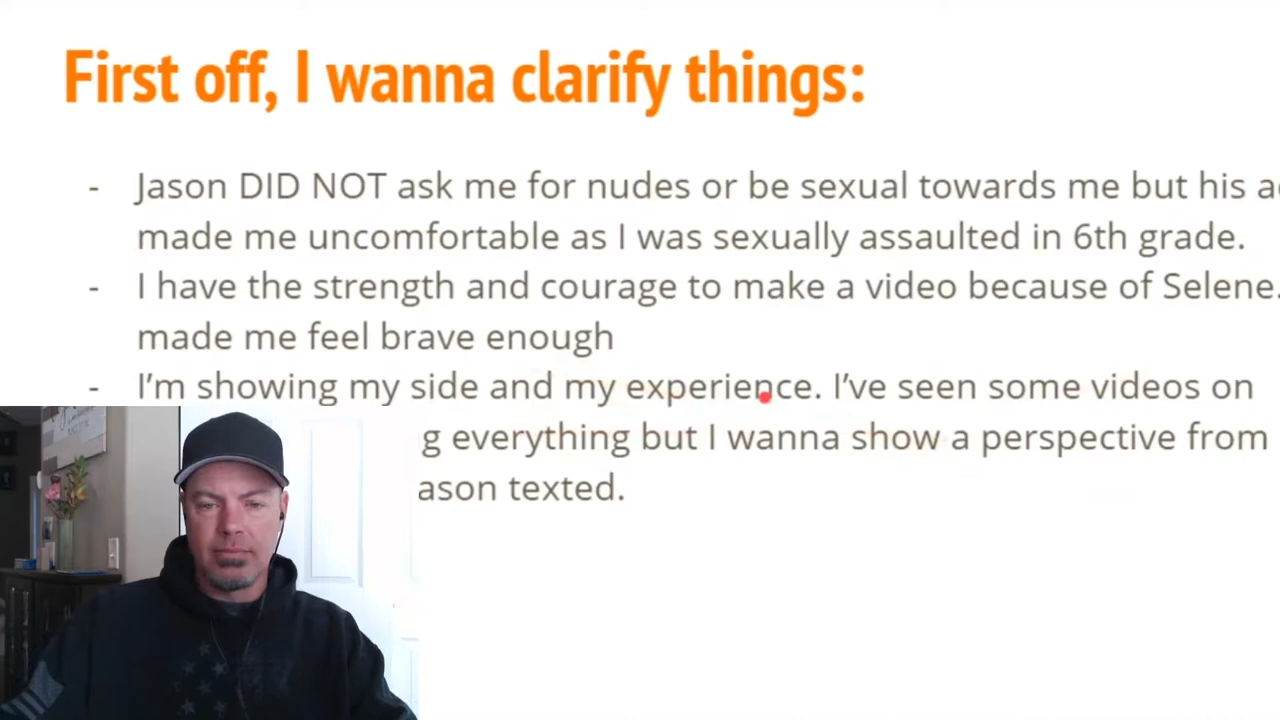 First off, I wanna clarify things:
- Jason DID NOT ask me for nudes or be sexual towards me but his
made me uncomfortable as I was sexually assaulted in 6th grade.
- I have the strength and courage to make a video because of Selene.
made me feel brave enough
- I’m showing my side and my experience. I’ve seen some videos on
g everything but I wanna show a perspective from
ason texted.